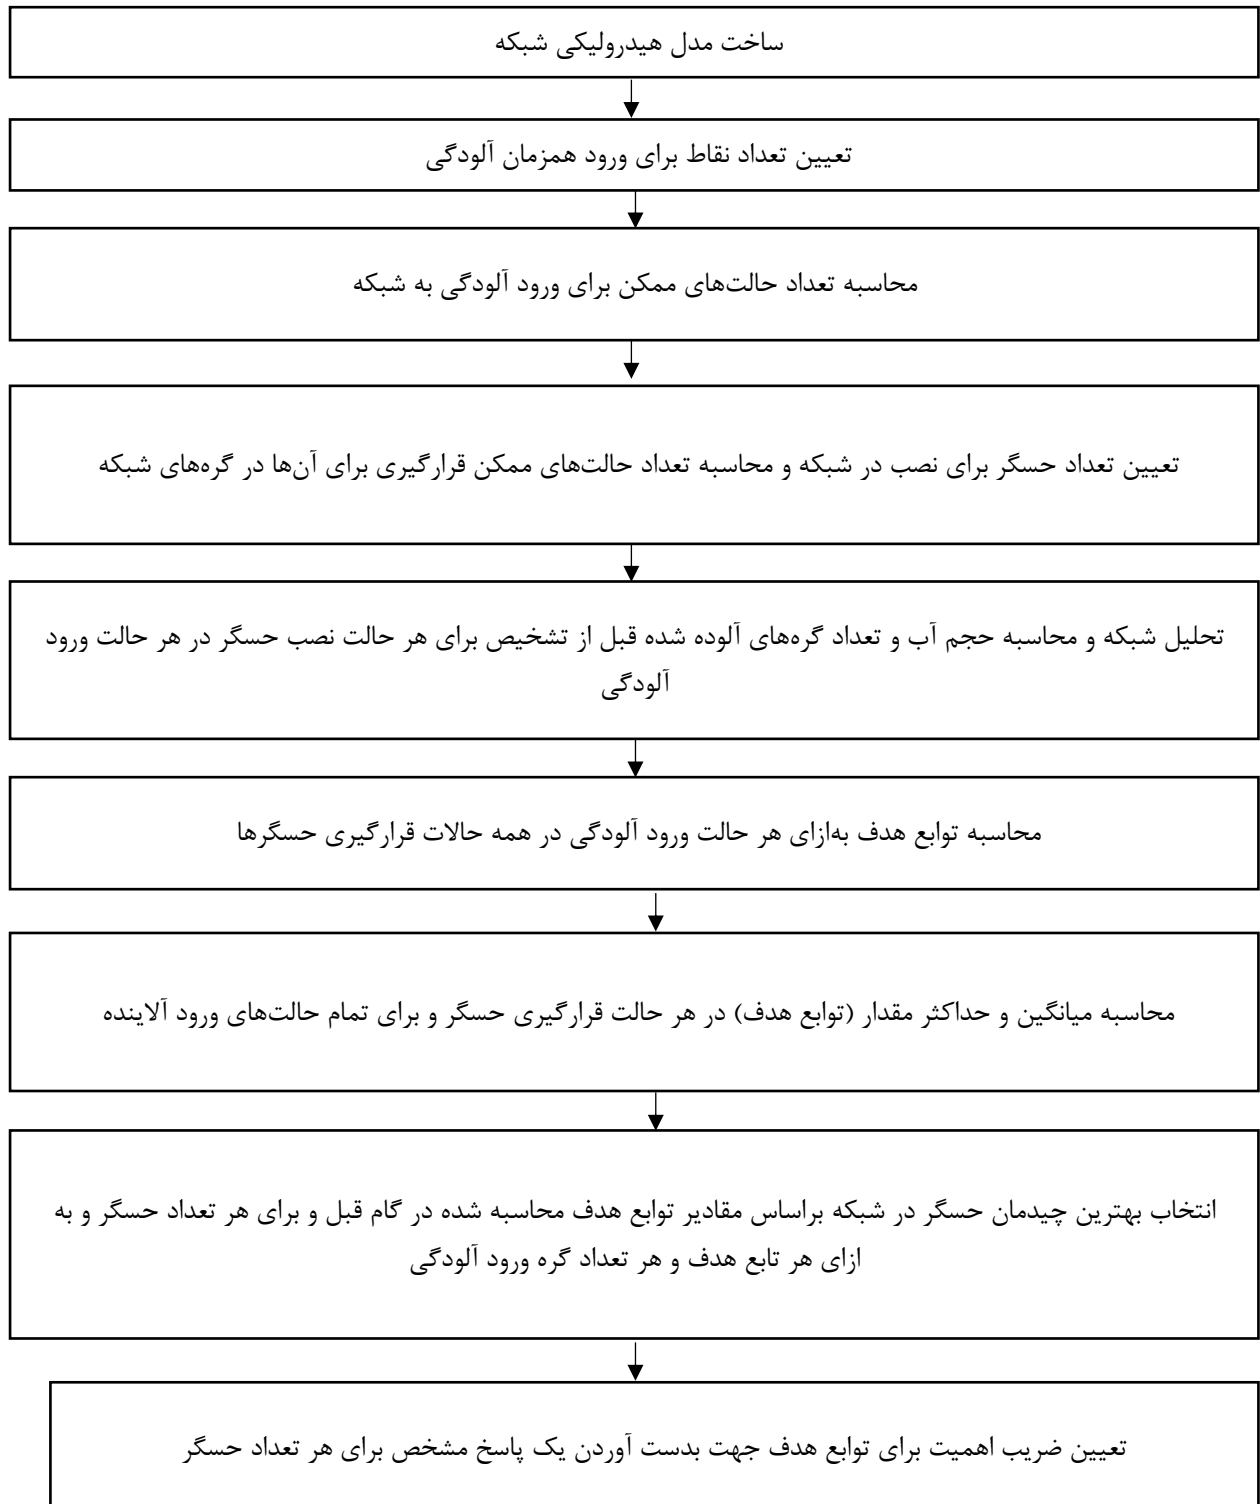 ساخت مدل هیدرولیکی شبکه
تعیین تعداد نقاط برای ورود همزمان آلودگی
محاسبه تعداد حالت‌های ممکن برای ورود آلودگی به شبکه
تعیین تعداد حسگر برای نصب در شبکه و محاسبه تعداد حالت‌های ممکن قرارگیری برای آن‌ها در گره‌های شبکه
تحلیل شبکه و محاسبه حجم آب و تعداد گره‌های آلوده شده قبل از تشخیص برای هر حالت نصب حسگر در هر حالت ورود
آلودگی
محاسبه توابع هدف به‌ازای هر حالت ورود آلودگی در همه حالات قرارگیری حسگرها
محاسبه میانگین و حداکثر مقدار (توابع هدف) در هر حالت قرارگیری حسگر و برای تمام حالت‌های ورود آلاینده
انتخاب بهترین چیدمان حسگر در شبکه براساس مقادیر توابع هدف محاسبه شده در گام قبل و برای هر تعداد حسگر و به
ازای هر تابع هدف و هر تعداد گره ورود آلودگی
تعیین ضریب اهمیت برای توابع هدف جهت بدست آوردن یک پاسخ مشخص برای هر تعداد حسگر